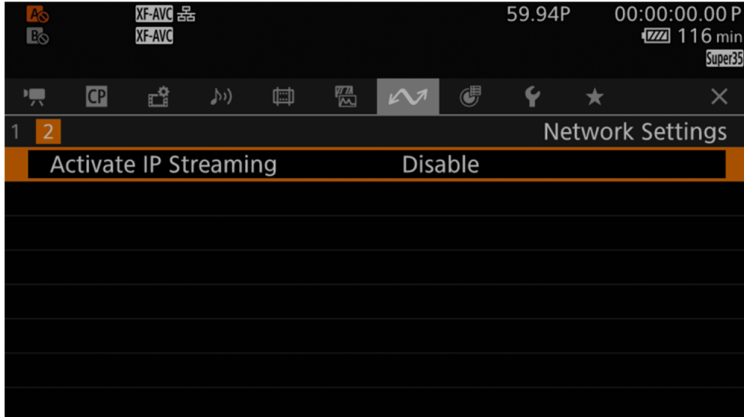 A XF-AVC 59.94P 00:00:00.00 P
B XF-AVC 116 min
Super35
CP
1 2 Network Settings
Activate IP Streaming Disable